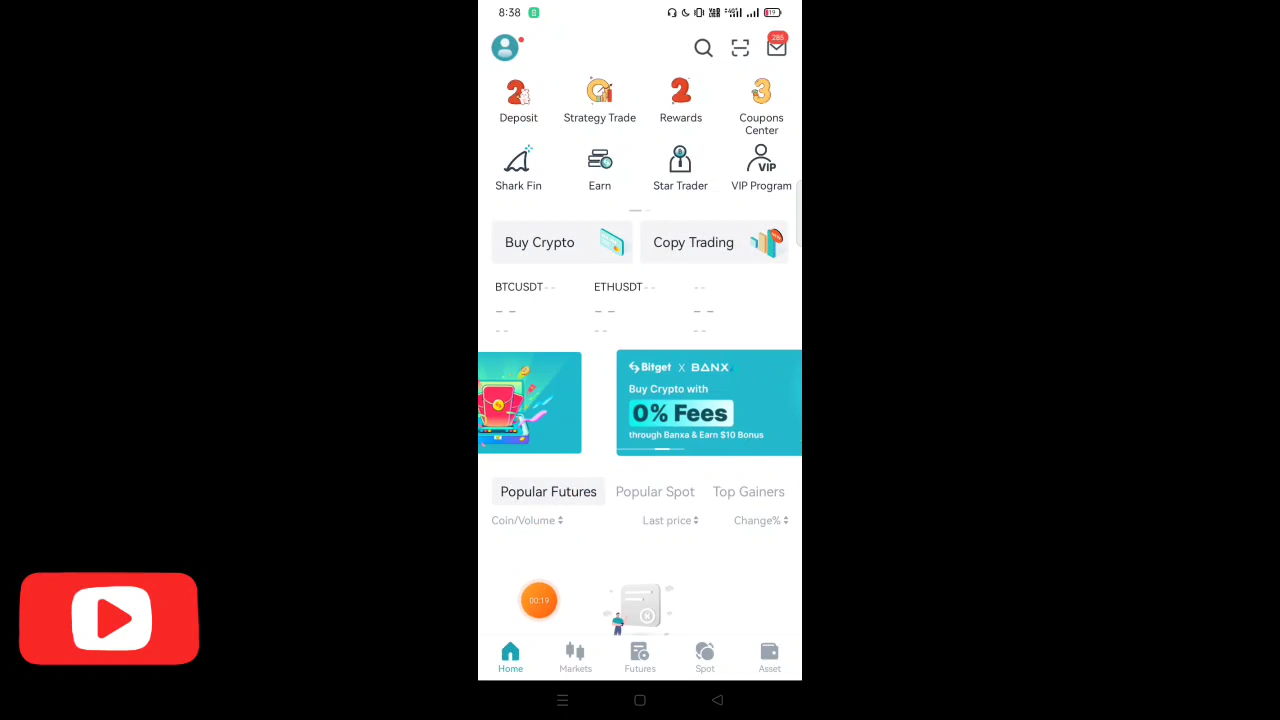 8:38
19
285
Deposit
Strategy Trade
Rewards
Coupons
Center
Shark Fin
Earn
Star Trader
VIP
VIP Program
Buy Crypto
Copy Trading
BTCUSDT - -
ETHUSDT - -
- -
- -
- -
- -
- -
- -
- -
Bitget X BANXA
Buy Crypto with
0% Fees
through Banxa & Earn $10 Bonus
Popular Futures
Popular Spot
Top Gainers
Coin/Volume
Last price
Change%
00:19
Home
Markets
Futures
Spot
Asset